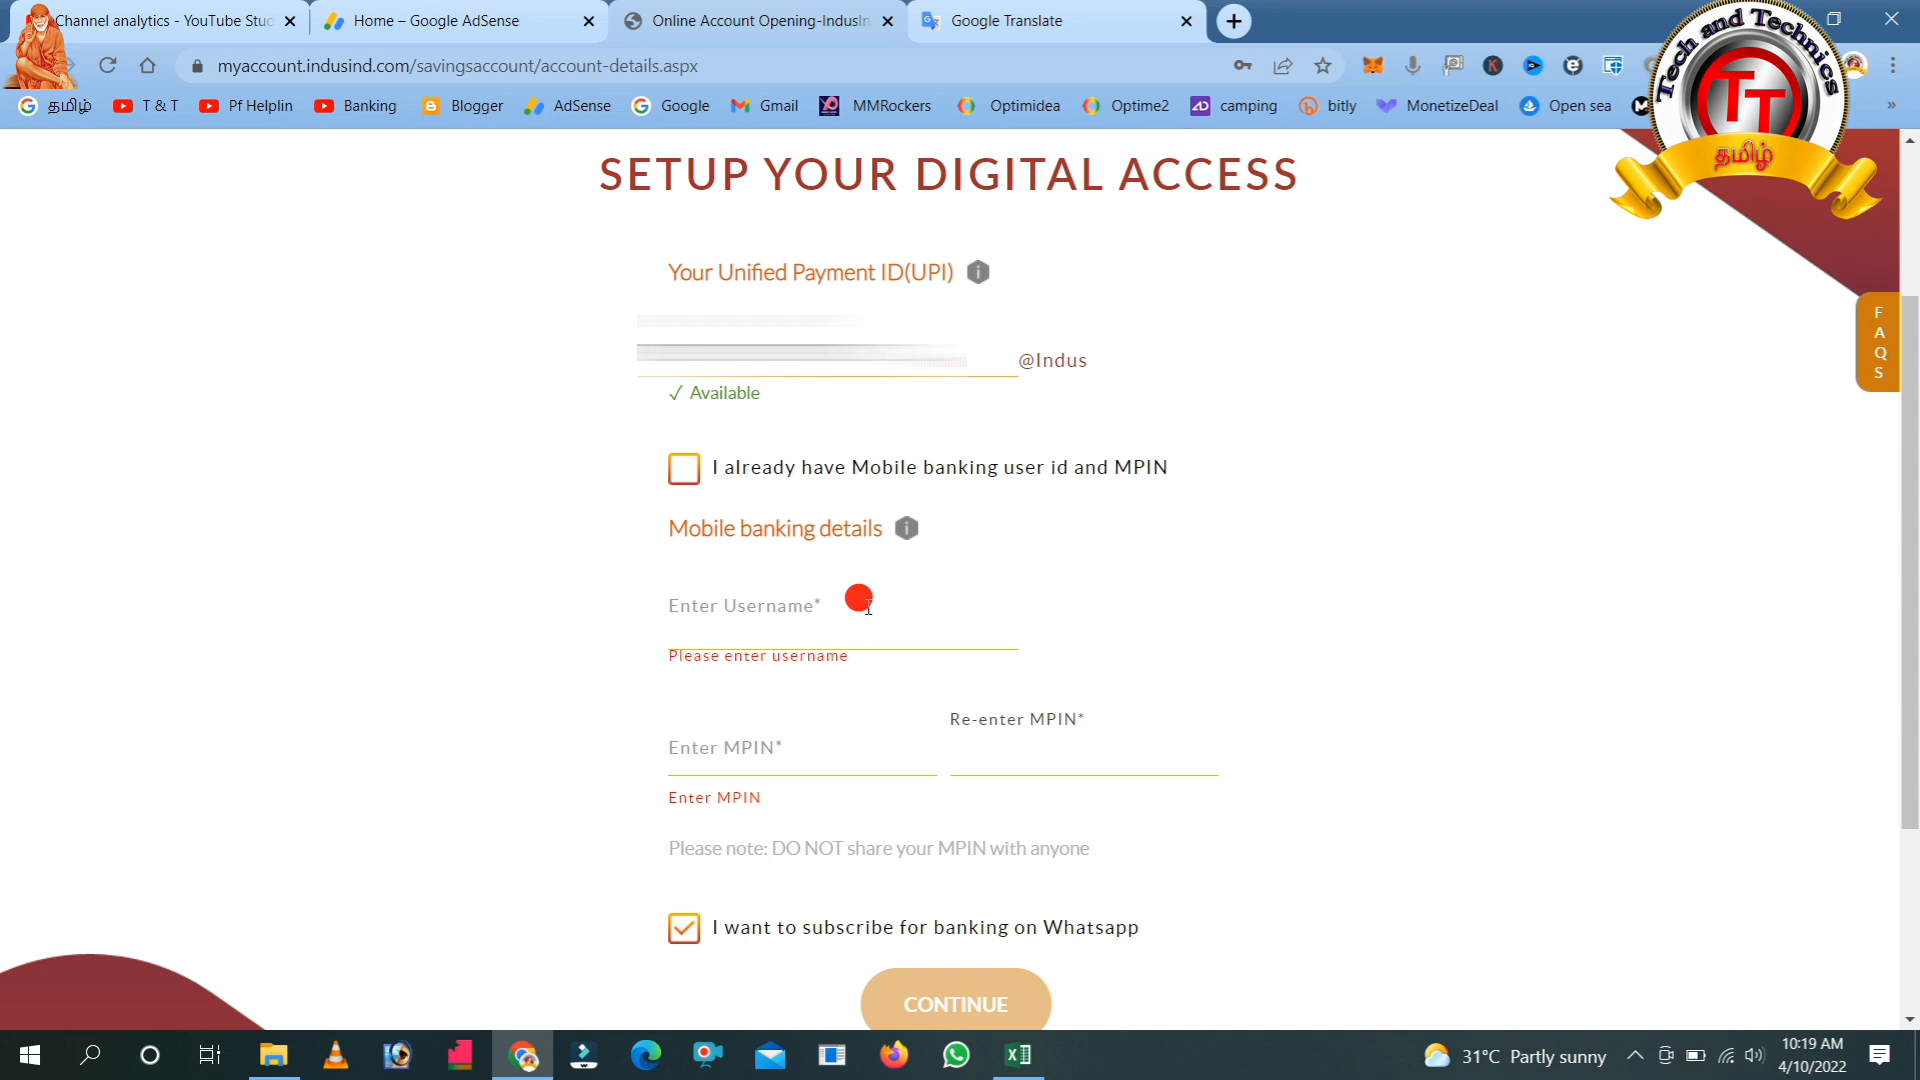 Channel analytics - YouTube Stud
Home – Google AdSense
Online Account Opening-IndusIn
Google Translate
myaccount.indusind.com/savingsaccount/account-details.aspx
தமிழ்
T & T
Pf Helplin
Banking
Blogger
AdSense
Google
Gmail
MMRockers
Optimidea
Optime2
camping
bitly
MonetizeDeal
Open sea
»
Tech and Technics
TT
தமிழ்
SETUP YOUR DIGITAL ACCESS
Your Unified Payment ID(UPI)
@Indus
✓ Available
FAQS
I already have Mobile banking user id and MPIN
Mobile banking details
Enter Username*
Please enter username
Re-enter MPIN*
Enter MPIN*
Enter MPIN
Please note: DO NOT share your MPIN with anyone
I want to subscribe for banking on Whatsapp
CONTINUE
31°C Partly sunny
10:19 AM
4/10/2022